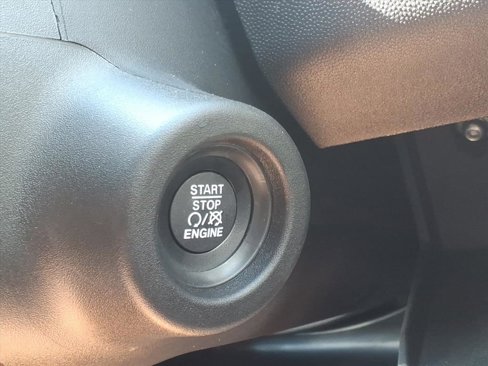 START
STOP
/
ENGINE